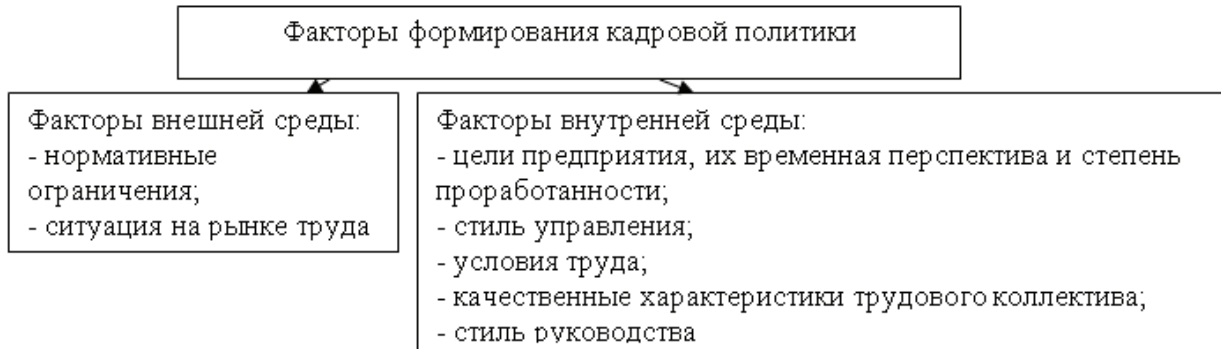 Факторы формирования кадровой политики
Факторы внешней среды:
- нормативные
ограничения;
- ситуация на рынке труда
Факторы внутренней среды:
- цели предприятия, их временная перспектива и степень
проработанности;
- стиль управления;
- условия труда;
- качественные характеристики трудового коллектива;
- стиль руководства